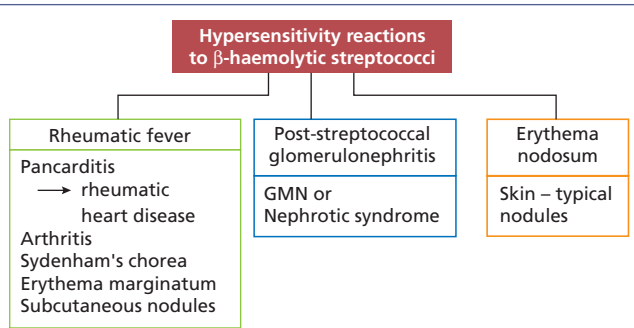 Hypersensitivity reactions
to β-haemolytic streptococci
Rheumatic fever
Pancarditis
→ rheumatic
heart disease
Arthritis
Sydenham's chorea
Erythema marginatum
Subcutaneous nodules
Post-streptococcal
glomerulonephritis
GMN or
Nephrotic syndrome
Erythema
nodosum
Skin – typical
nodules